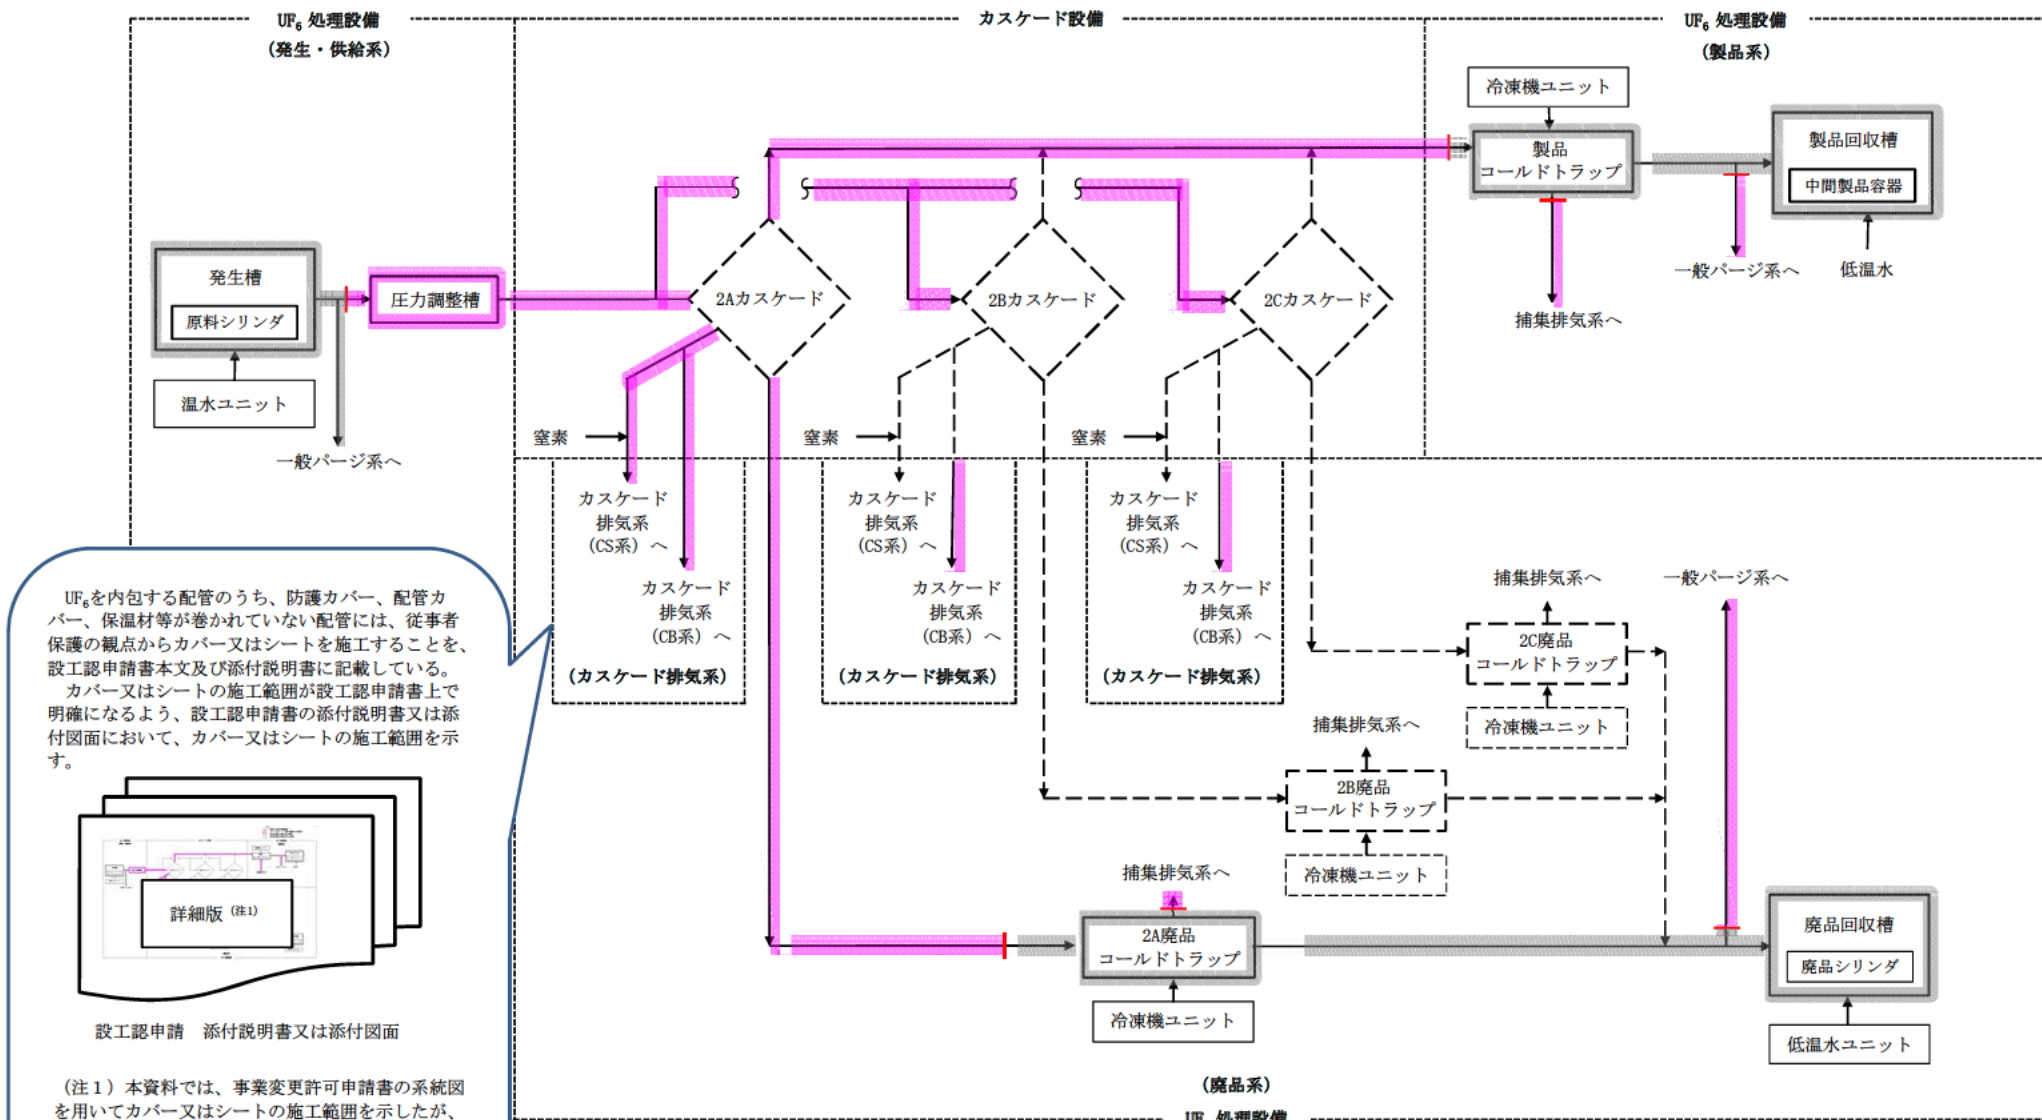 UF₆ 処理設備
(発生・供給系)
カスケード設備
UF₆ 処理設備
(製品系)
冷凍機ユニット
製品
コールドトラップ
製品回収槽
中間製品容器
一般パージ系へ
低温水
捕集排気系へ
発生槽
原料シリンダ
圧力調整槽
2Aカスケード
2Bカスケード
2Cカスケード
温水ユニット
一般パージ系へ
窒素
窒素
窒素
カスケード
排気系
(CS系) へ
カスケード
排気系
(CB系) へ
(カスケード排気系)
カスケード
排気系
(CS系) へ
カスケード
排気系
(CB系) へ
(カスケード排気系)
カスケード
排気系
(CS系) へ
カスケード
排気系
(CB系) へ
(カスケード排気系)
捕集排気系へ
一般パージ系へ
2C廃品
コールドトラップ
冷凍機ユニット
捕集排気系へ
2B廃品
コールドトラップ
冷凍機ユニット
捕集排気系へ
2A廃品
コールドトラップ
冷凍機ユニット
廃品回収槽
廃品シリンダ
低温水ユニット
(廃品系)
UF₆ 処理設備
UF₆を内包する配管のうち、防護カバー、配管カ
バー、保温材等が巻かれていない配管には、従事者
保護の観点からカバー又はシートを施工することを、
設工認申請書本文及び添付説明書に記載している。
カバー又はシートの施工範囲が設工認申請書上で
明確になるよう、設工認申請書の添付説明書又は添
付図面において、カバー又はシートの施工範囲を示
す。
詳細版 (注1)
設工認申請 添付説明書又は添付図面
(注１) 本資料では、事業変更許可申請書の系統図
を用いてカバー又はシートの施工範囲を示したが、